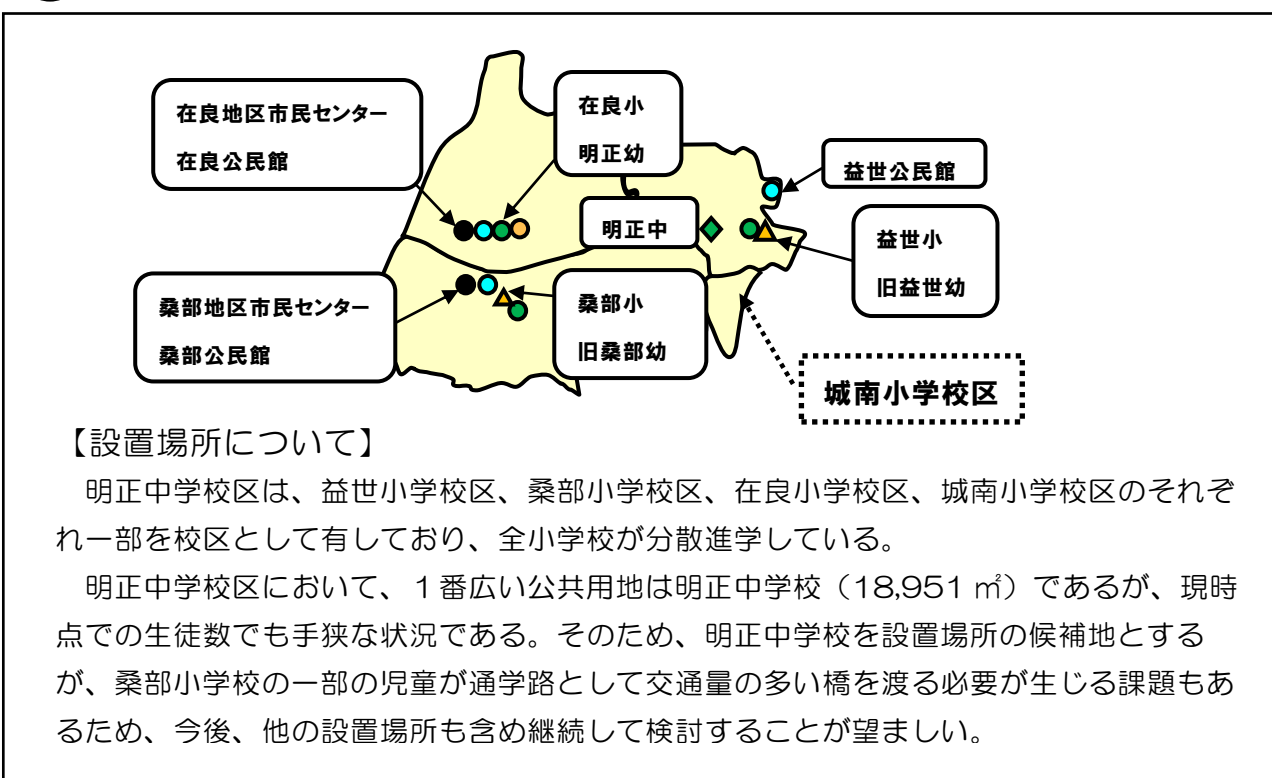 在良地区市民センター
在良公民館
在良小
明正幼
益世公民館
明正中
益世小
旧益世幼
桑部地区市民センター
桑部公民館
桑部小
旧桑部幼
城南小学校区
【設置場所について】
明正中学校区は、益世小学校区、桑部小学校区、在良小学校区、城南小学校区のそれぞ
れ一部を校区として有しており、全小学校が分散進学している。
明正中学校区において、１番広い公共用地は明正中学校（18,951 ㎡）であるが、現時
点での生徒数でも手狭な状況である。そのため、明正中学校を設置場所の候補地とする
が、桑部小学校の一部の児童が通学路として交通量の多い橋を渡る必要が生じる課題もあ
るため、今後、他の設置場所も含め継続して検討することが望ましい。